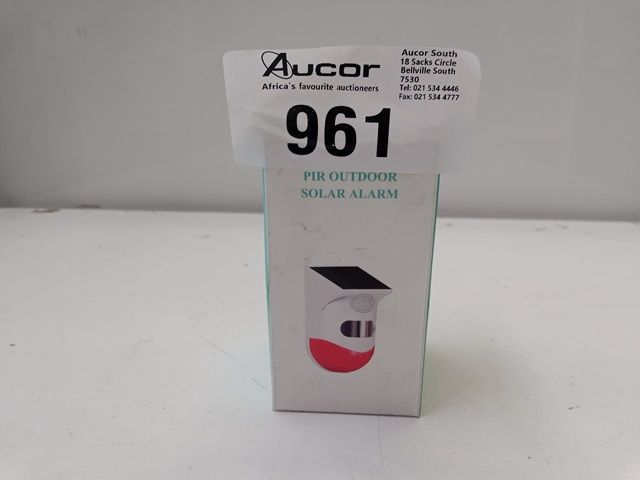 Aucor
Africa's favourite auctioneers
Aucor South
18 Sacks Circle
Bellville South
7530
Tel: 021 534 4446
Fax: 021 534 4777
961
PIR OUTDOOR
SOLAR ALARM